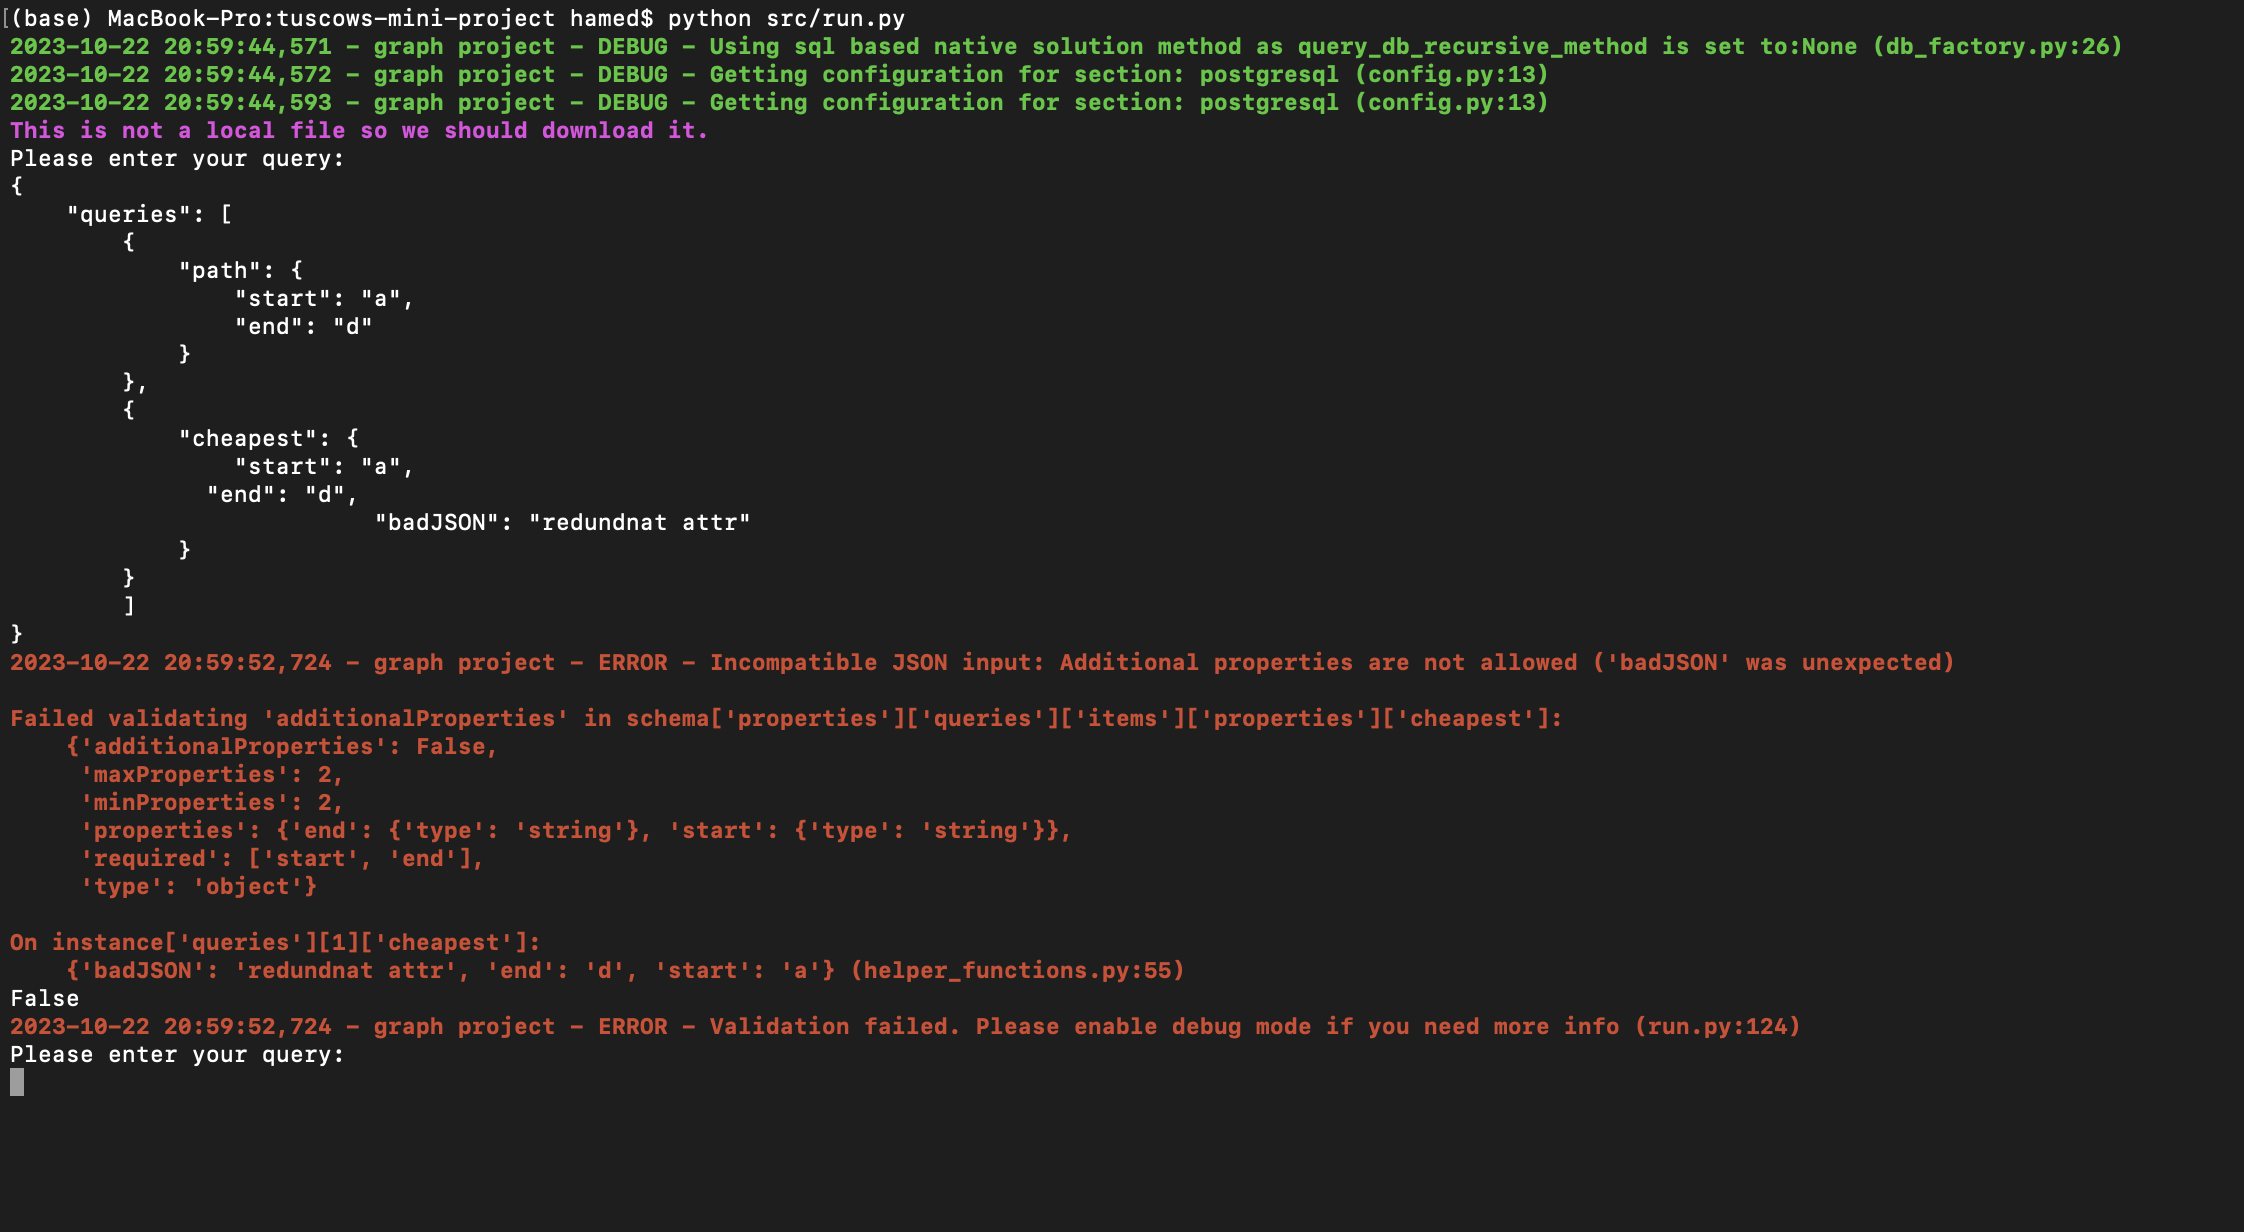 [(base) MacBook-Pro:tuscows-mini-project hamed$ python src/run.py
2023-10-22 20:59:44,571 - graph project - DEBUG - Using sql based native solution method as query_db_recursive_method is set to:None (db_factory.py:26)
2023-10-22 20:59:44,572 - graph project - DEBUG - Getting configuration for section: postgresql (config.py:13)
2023-10-22 20:59:44,593 - graph project - DEBUG - Getting configuration for section: postgresql (config.py:13)
This is not a local file so we should download it.
Please enter your query:
{
    "queries": [
        {
            "path": {
                "start": "a",
                "end": "d"
            }
        },
        {
            "cheapest": {
                "start": "a",
              "end": "d",
                          "badJSON": "redundnat attr"
            }
        }
        ]
}
2023-10-22 20:59:52,724 - graph project - ERROR - Incompatible JSON input: Additional properties are not allowed ('badJSON' was unexpected)

Failed validating 'additionalProperties' in schema['properties']['queries']['items']['properties']['cheapest']:
    {'additionalProperties': False,
     'maxProperties': 2,
     'minProperties': 2,
     'properties': {'end': {'type': 'string'}, 'start': {'type': 'string'}},
     'required': ['start', 'end'],
     'type': 'object'}

On instance['queries'][1]['cheapest']:
    {'badJSON': 'redundnat attr', 'end': 'd', 'start': 'a'} (helper_functions.py:55)
False
2023-10-22 20:59:52,724 - graph project - ERROR - Validation failed. Please enable debug mode if you need more info (run.py:124)
Please enter your query: